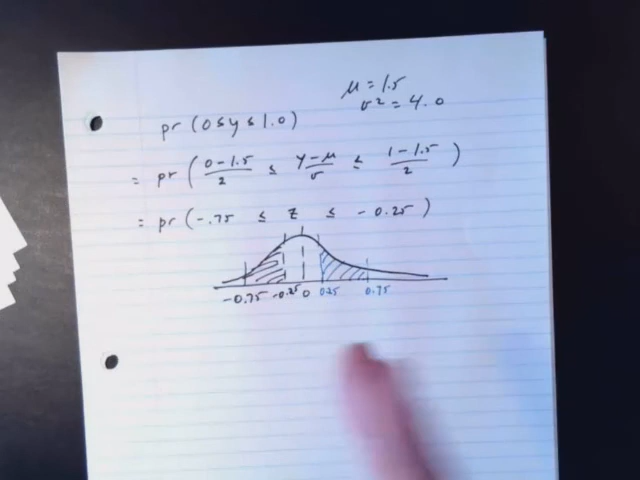 μ = 1.5
σ² = 4.0
pr (0 ≤ y ≤ 1.0)
= pr ( 0 - 1.5 / 2 ≤ y - μ / σ ≤ 1 - 1.5 / 2 )
= pr ( -.75 ≤ z ≤ - 0.25 )
-0.75 -0.25 0 0.25 0.75